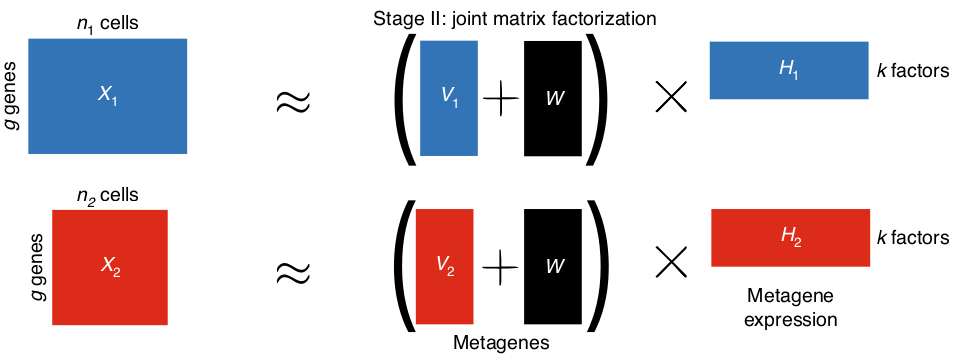 n1 cells
Stage II: joint matrix factorization
g genes
X1
≈
(
V1
+
W
)
×
H1
k factors
n2 cells
g genes
X2
≈
(
V2
+
W
)
×
H2
k factors
Metagenes
Metagene
expression